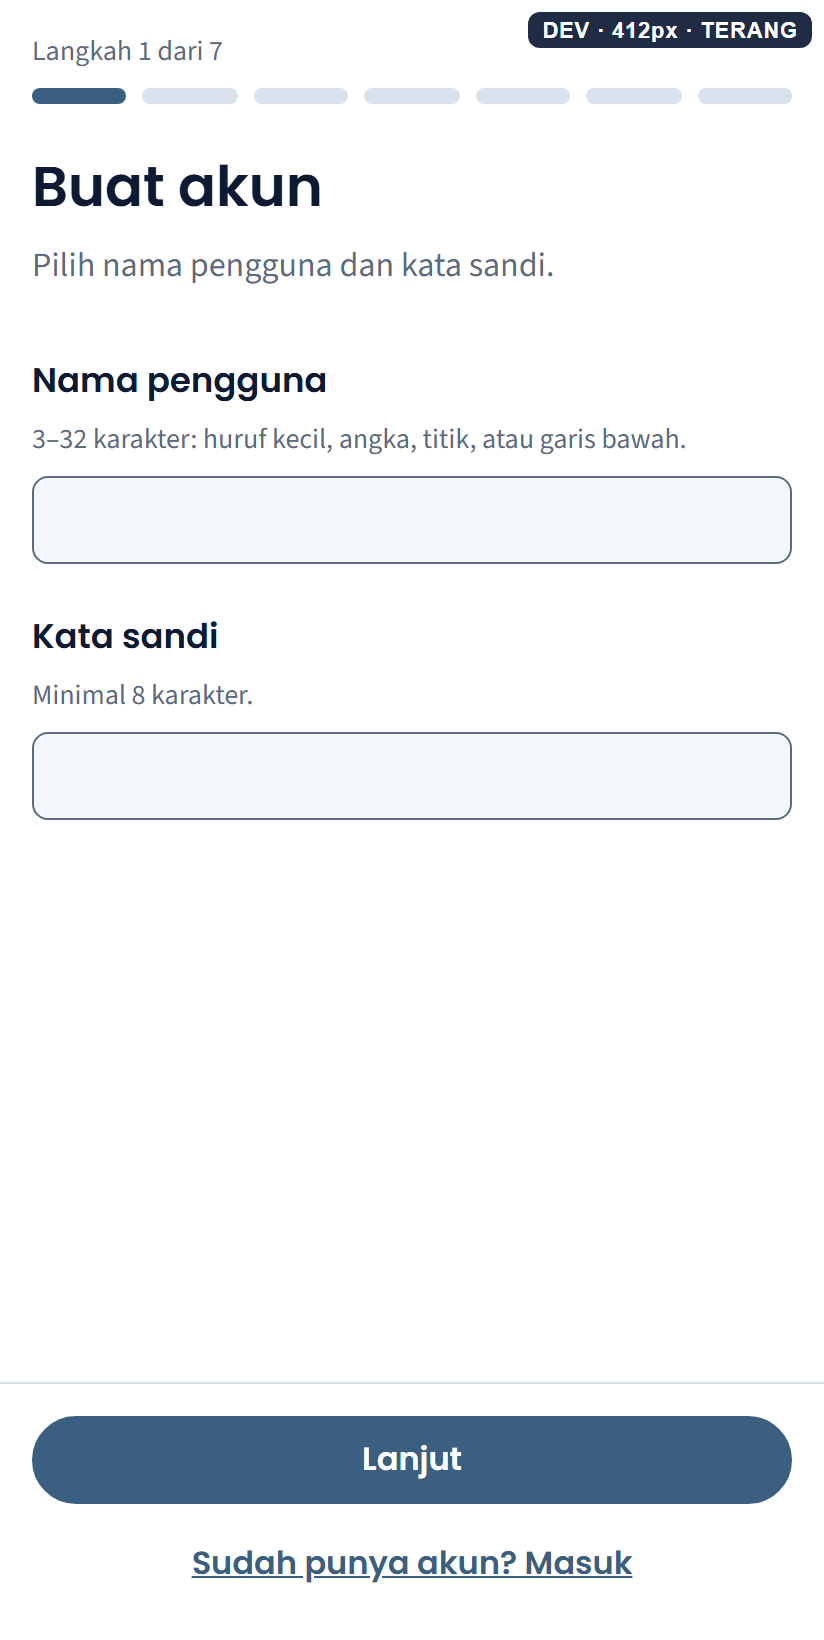 Langkah 1 dari 7
DEV · 412px · TERANG
Buat akun
Pilih nama pengguna dan kata sandi.
Nama pengguna
3–32 karakter: huruf kecil, angka, titik, atau garis bawah.
Kata sandi
Minimal 8 karakter.
Lanjut
Sudah punya akun? Masuk